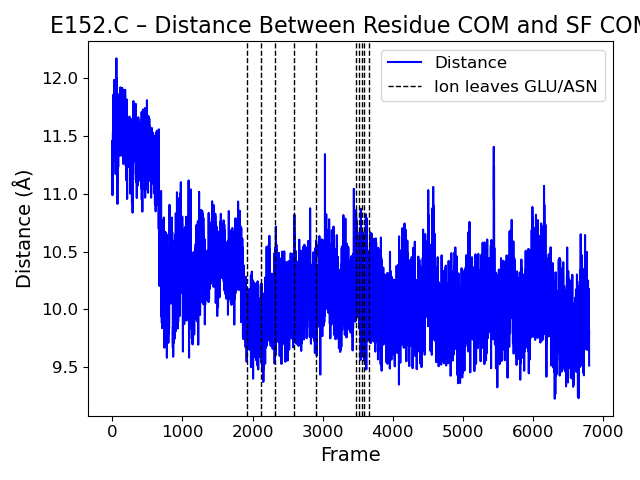 E152.C – Distance Between Residue COM and SF COM
Distance
Ion leaves GLU/ASN
Distance (Å)
12.0
11.5
11.0
10.5
10.0
9.5
0 1000 2000 3000 4000 5000 6000 7000
Frame